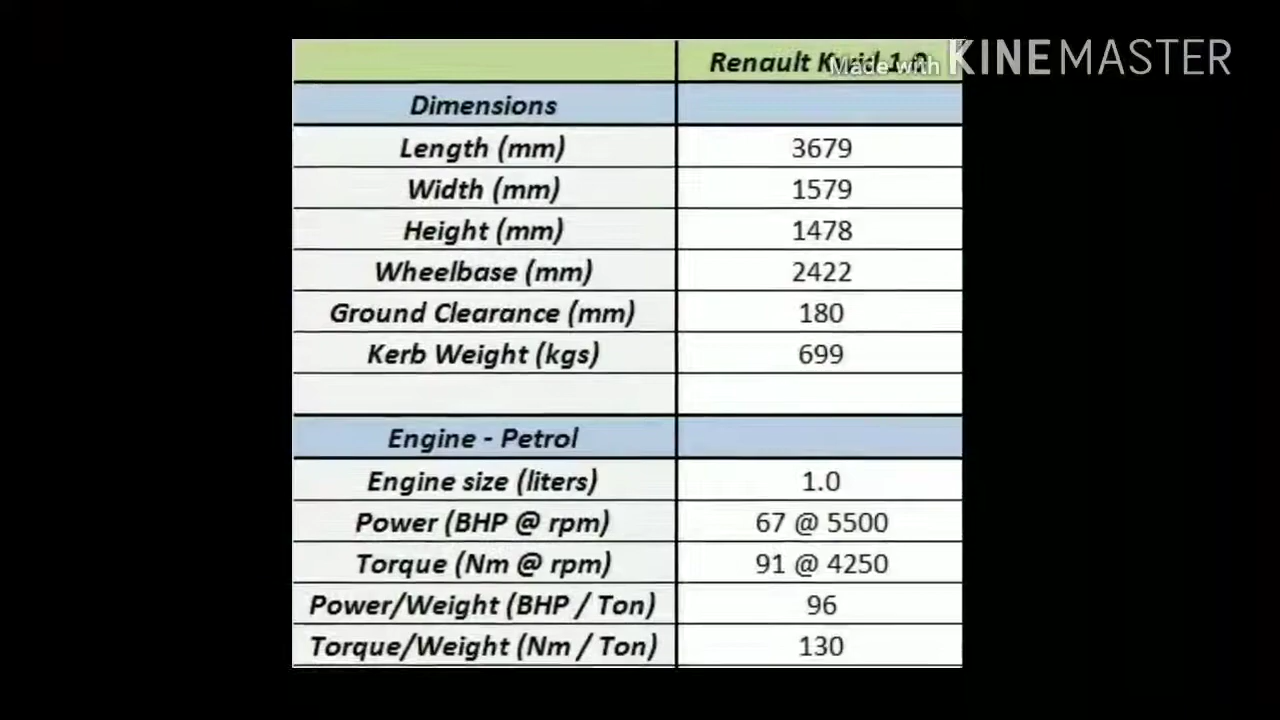 Renault Kwid 1.0
Made with KINEMASTER
Dimensions
Length (mm) 3679
Width (mm) 1579
Height (mm) 1478
Wheelbase (mm) 2422
Ground Clearance (mm) 180
Kerb Weight (kgs) 699
Engine - Petrol
Engine size (liters) 1.0
Power (BHP @ rpm) 67 @ 5500
Torque (Nm @ rpm) 91 @ 4250
Power/Weight (BHP / Ton) 96
Torque/Weight (Nm / Ton) 130